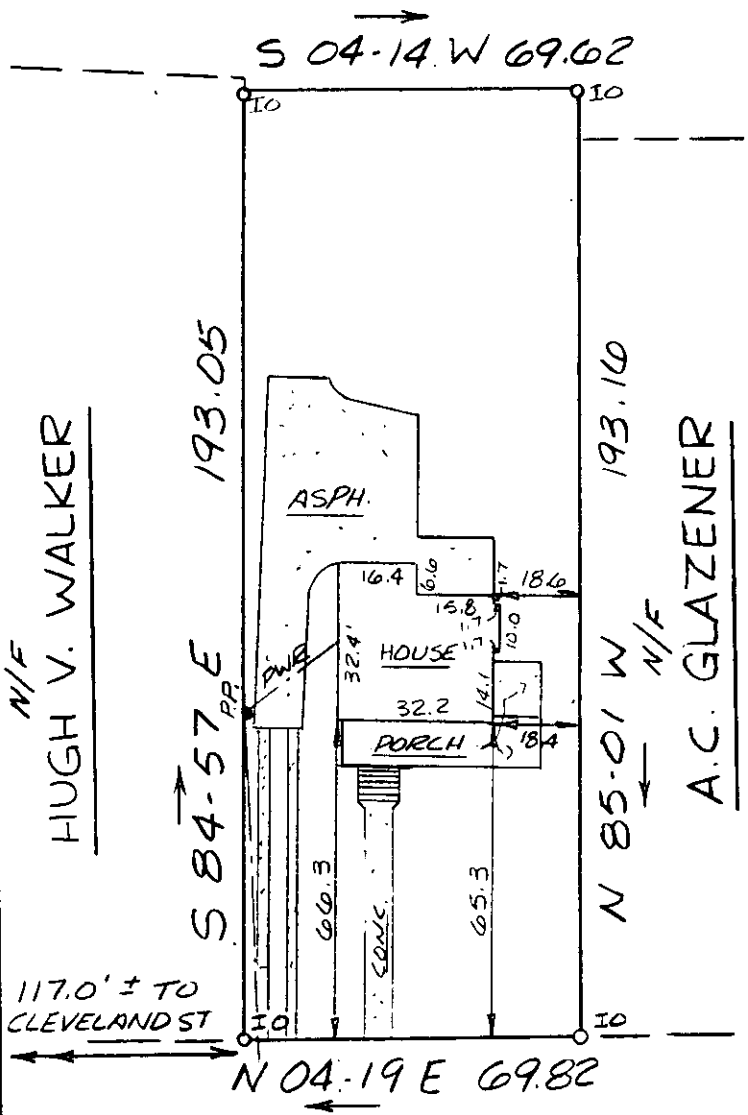 S 04-14 W 69.62
IO
IO
193.05
193.16
ASPH.
16.4
6.6
1.7
18.6
15.8
10.0
N/F
HUGH V. WALKER
N/F
A.C. GLAZENER
PWR
P.P.
32.4'
HOUSE
14.1
32.2
18.4
PORCH
S 84-57 E
N 85-01 W
66.3
CONC.
65.3
117.0' ± TO
CLEVELAND ST
IO
IO
N 04-19 E 69.82